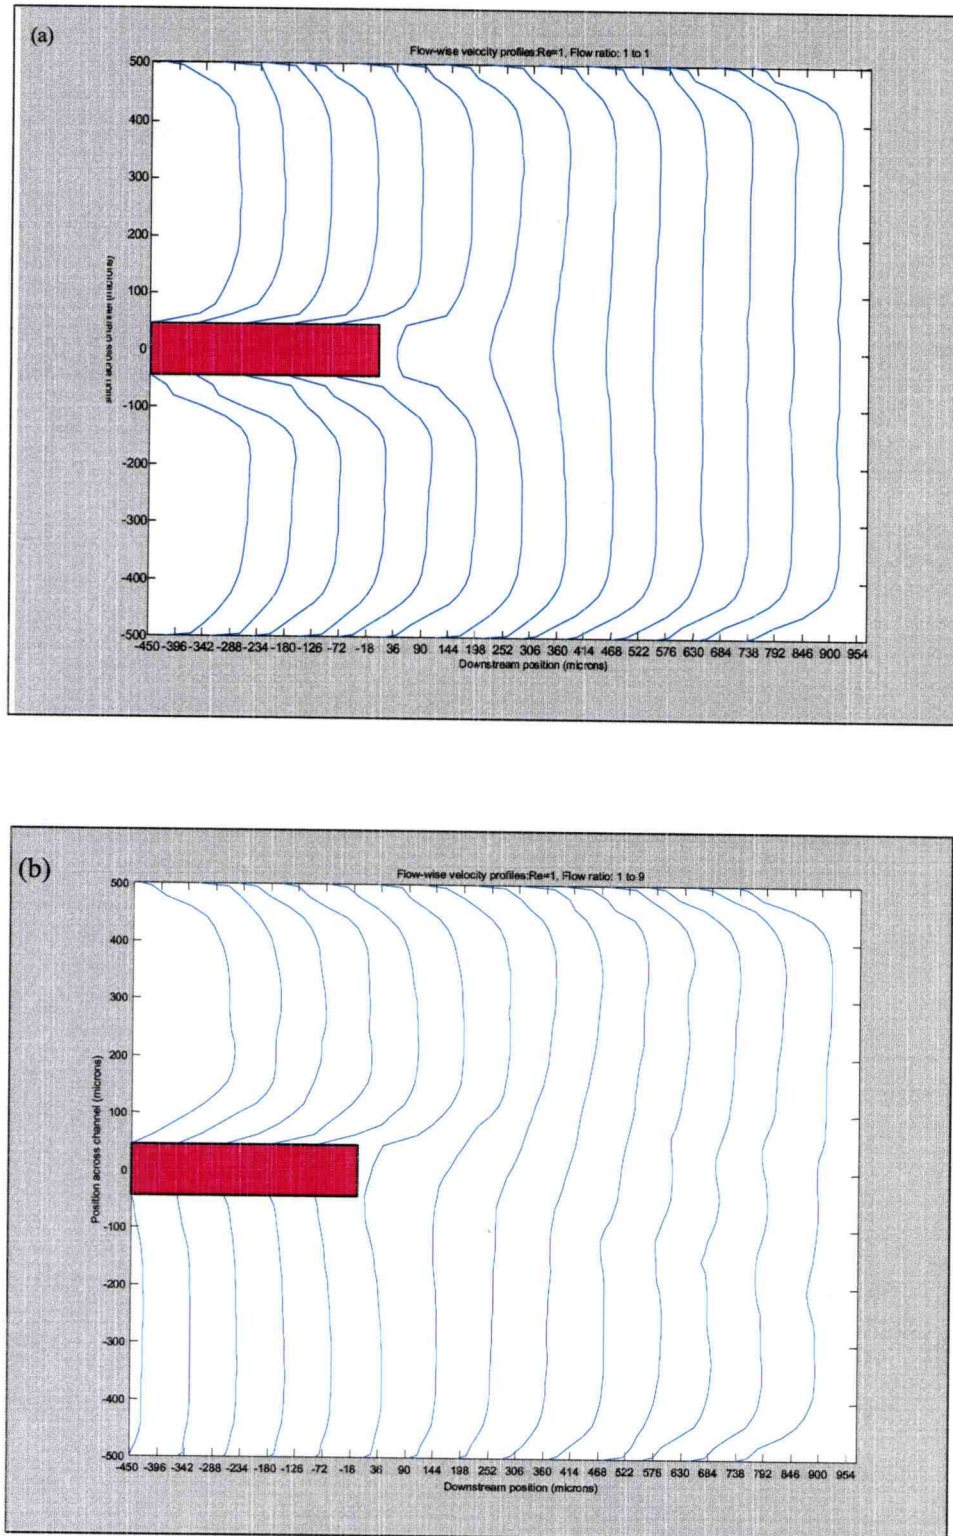 (a)
Flow-wise velocity profiles:Re=1, Flow ratio: 1 to 1
500
400
300
200
100
0
-100
-200
-300
-400
-500
across channel (microns)
-450 -396 -342 -288 -234 -180 -126 -72 -18 36 90 144 198 252 306 360 414 468 522 576 630 684 738 792 846 900 954
Downstream position (microns)
(b)
Flow-wise velocity profiles:Re=1, Flow ratio: 1 to 9
500
400
300
200
100
0
-100
-200
-300
-400
-500
Position across channel (microns)
-450 -396 -342 -288 -234 -180 -126 -72 -18 36 90 144 198 252 306 360 414 468 522 576 630 684 738 792 846 900 954
Downstream position (microns)